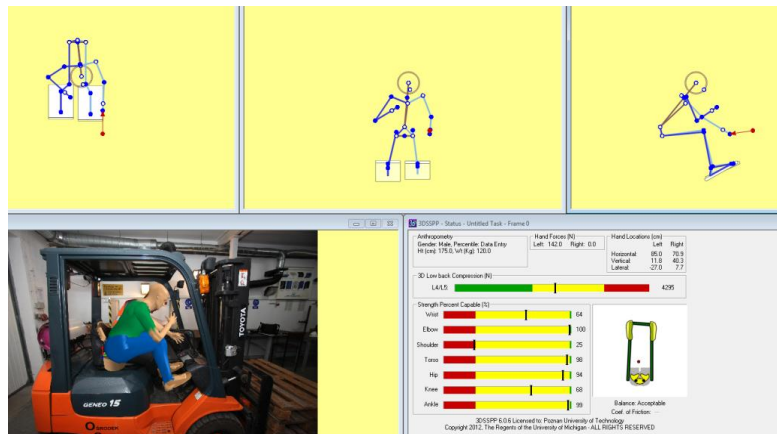 TOYOTA
GENEO 15
3DSSPP - Status - Untitled Task - Frame 0
Anthropometry
Gender: Male, Percentile: Data Entry
Ht (cm): 175.0, Wt (Kg): 120.0
Hand Forces (N)
Left: 142.0 Right: 0.0
Hand Locations (cm)
Left Right
Horizontal: 85.0 70.9
Vertical: 11.8 40.3
Lateral: -27.0 7.7
3D Low back Compression (N)
L4/L5: 4295
Strength Percent Capable (%)
Wrist 64
Elbow 100
Shoulder 25
Torso 98
Hip 94
Knee 68
Ankle 99
Balance: Acceptable
Coef. of Friction:
3DSSPP 6.0.6 Licensed to: Poznan University of Technology
Copyright 2012, The Regents of the University of Michigan - ALL RIGHTS RESERVED